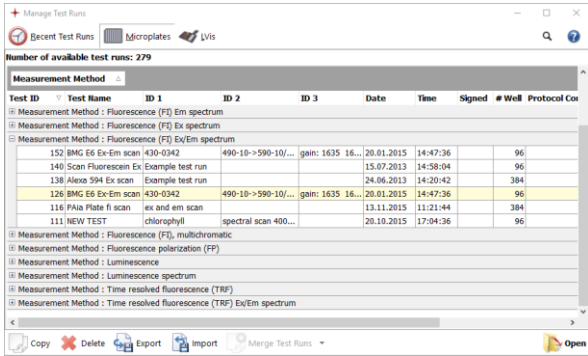 Manage Test Runs
Recent Test Runs Microplates LVis
Number of available test runs: 279
Measurement Method
Test ID Test Name ID 1 ID 2 ID 3 Date Time Signed # Well Protocol Co
Measurement Method : Fluorescence (FI) Em spectrum
Measurement Method : Fluorescence (FI) Ex spectrum
Measurement Method : Fluorescence (FI) Ex/Em spectrum
152 BMG E6 Ex-Em scan 430-0342 490-10->590-10/... gain: 1635 16... 20.01.2015 14:47:36 96
140 Scan Fluorescein Ex Example test run 15.07.2013 14:58:04 96
138 Alexa 594 Ex scan Example test run 24.06.2013 14:20:42 384
126 BMG E6 Ex-Em scan 430-0342 490-10->590-10/... gain: 1635 16... 20.01.2015 14:47:36 96
116 PAia Plate fi scan ex and em scan 13.11.2015 11:21:44 384
111 NEW TEST chlorophyll spectral scan 400... 20.10.2015 17:04:36 96
Measurement Method : Fluorescence (FI), multichromatic
Measurement Method : Fluorescence polarization (FP)
Measurement Method : Luminescence
Measurement Method : Luminescence spectrum
Measurement Method : Time resolved fluorescence (TRF)
Measurement Method : Time resolved fluorescence (TRF) Ex/Em spectrum
Copy Delete Export Import Merge Test Runs Open